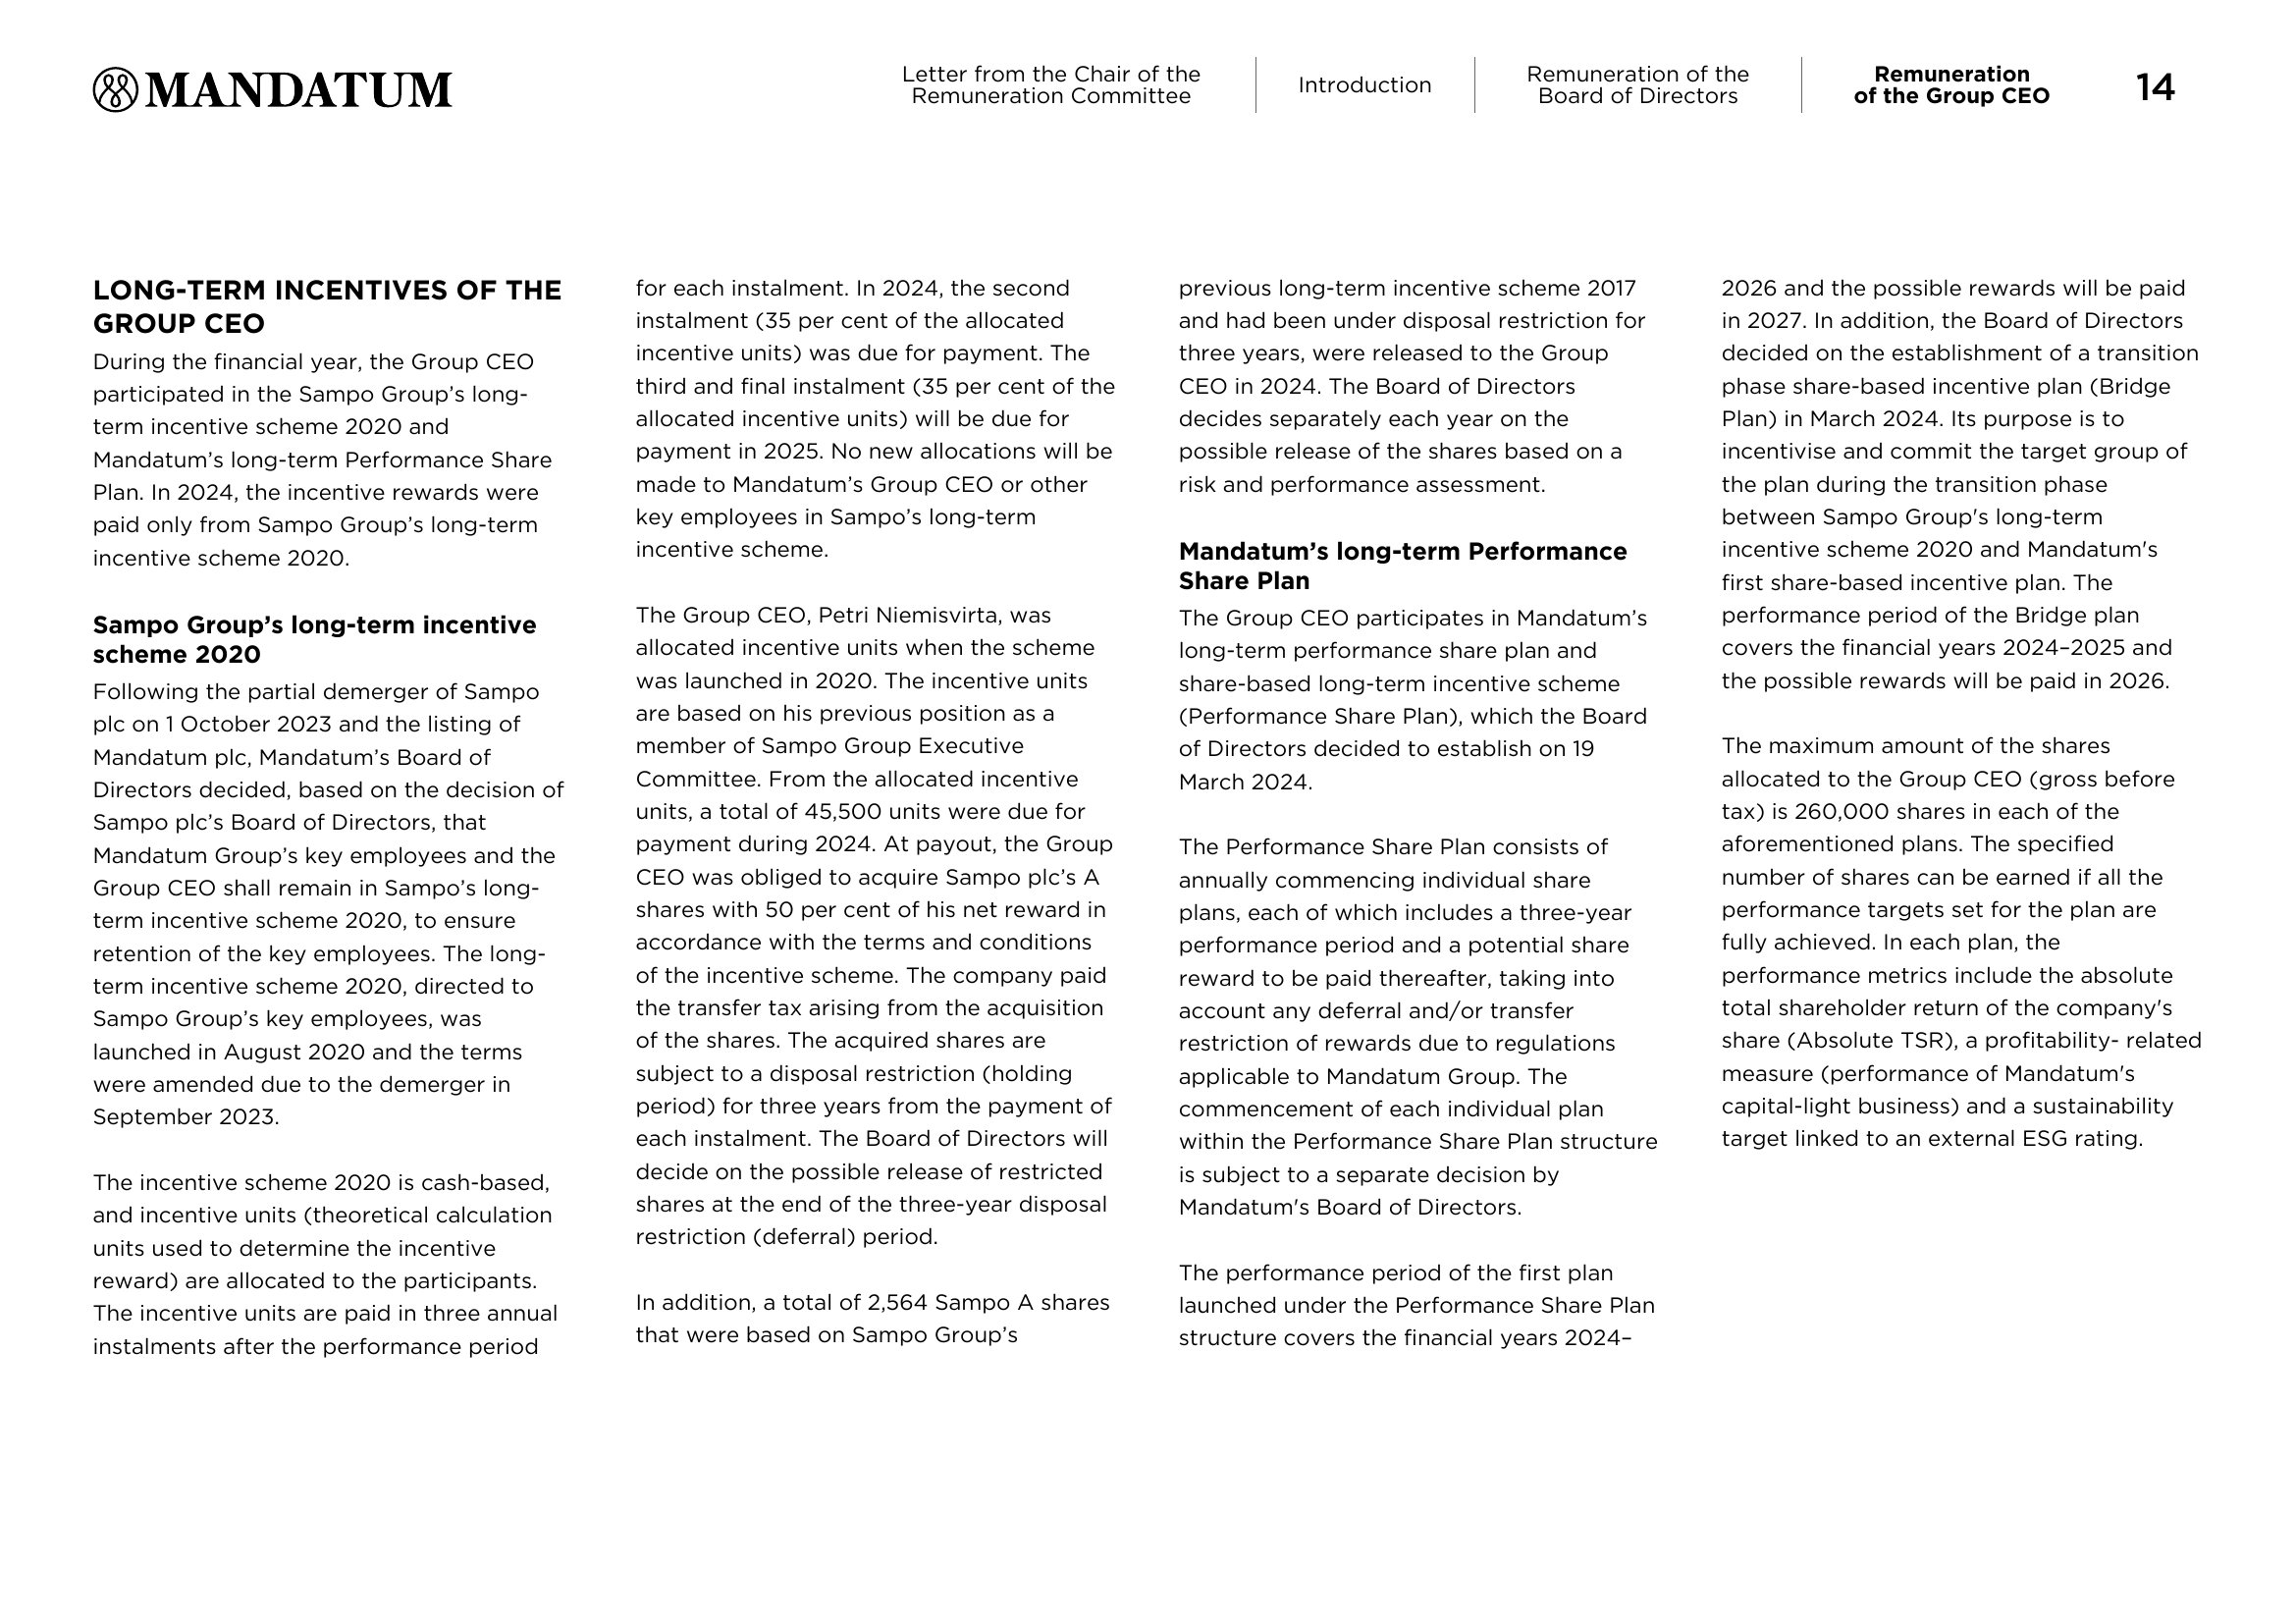 MANDATUM
Letter from the Chair of the
Remuneration Committee
Introduction
Remuneration of the
Board of Directors
Remuneration
of the Group CEO
14
LONG-TERM INCENTIVES OF THE
GROUP CEO
During the financial year, the Group CEO
participated in the Sampo Group’s long-
term incentive scheme 2020 and
Mandatum’s long-term Performance Share
Plan. In 2024, the incentive rewards were
paid only from Sampo Group’s long-term
incentive scheme 2020.
Sampo Group’s long-term incentive
scheme 2020
Following the partial demerger of Sampo
plc on 1 October 2023 and the listing of
Mandatum plc, Mandatum’s Board of
Directors decided, based on the decision of
Sampo plc’s Board of Directors, that
Mandatum Group’s key employees and the
Group CEO shall remain in Sampo’s long-
term incentive scheme 2020, to ensure
retention of the key employees. The long-
term incentive scheme 2020, directed to
Sampo Group’s key employees, was
launched in August 2020 and the terms
were amended due to the demerger in
September 2023.
The incentive scheme 2020 is cash-based,
and incentive units (theoretical calculation
units used to determine the incentive
reward) are allocated to the participants.
The incentive units are paid in three annual
instalments after the performance period
for each instalment. In 2024, the second
instalment (35 per cent of the allocated
incentive units) was due for payment. The
third and final instalment (35 per cent of the
allocated incentive units) will be due for
payment in 2025. No new allocations will be
made to Mandatum’s Group CEO or other
key employees in Sampo’s long-term
incentive scheme.
The Group CEO, Petri Niemisvirta, was
allocated incentive units when the scheme
was launched in 2020. The incentive units
are based on his previous position as a
member of Sampo Group Executive
Committee. From the allocated incentive
units, a total of 45,500 units were due for
payment during 2024. At payout, the Group
CEO was obliged to acquire Sampo plc’s A
shares with 50 per cent of his net reward in
accordance with the terms and conditions
of the incentive scheme. The company paid
the transfer tax arising from the acquisition
of the shares. The acquired shares are
subject to a disposal restriction (holding
period) for three years from the payment of
each instalment. The Board of Directors will
decide on the possible release of restricted
shares at the end of the three-year disposal
restriction (deferral) period.
In addition, a total of 2,564 Sampo A shares
that were based on Sampo Group’s
previous long-term incentive scheme 2017
and had been under disposal restriction for
three years, were released to the Group
CEO in 2024. The Board of Directors
decides separately each year on the
possible release of the shares based on a
risk and performance assessment.
Mandatum’s long-term Performance
Share Plan
The Group CEO participates in Mandatum’s
long-term performance share plan and
share-based long-term incentive scheme
(Performance Share Plan), which the Board
of Directors decided to establish on 19
March 2024.
The Performance Share Plan consists of
annually commencing individual share
plans, each of which includes a three-year
performance period and a potential share
reward to be paid thereafter, taking into
account any deferral and/or transfer
restriction of rewards due to regulations
applicable to Mandatum Group. The
commencement of each individual plan
within the Performance Share Plan structure
is subject to a separate decision by
Mandatum's Board of Directors.
The performance period of the first plan
launched under the Performance Share Plan
structure covers the financial years 2024–
2026 and the possible rewards will be paid
in 2027. In addition, the Board of Directors
decided on the establishment of a transition
phase share-based incentive plan (Bridge
Plan) in March 2024. Its purpose is to
incentivise and commit the target group of
the plan during the transition phase
between Sampo Group's long-term
incentive scheme 2020 and Mandatum's
first share-based incentive plan. The
performance period of the Bridge plan
covers the financial years 2024–2025 and
the possible rewards will be paid in 2026.
The maximum amount of the shares
allocated to the Group CEO (gross before
tax) is 260,000 shares in each of the
aforementioned plans. The specified
number of shares can be earned if all the
performance targets set for the plan are
fully achieved. In each plan, the
performance metrics include the absolute
total shareholder return of the company's
share (Absolute TSR), a profitability- related
measure (performance of Mandatum's
capital-light business) and a sustainability
target linked to an external ESG rating.